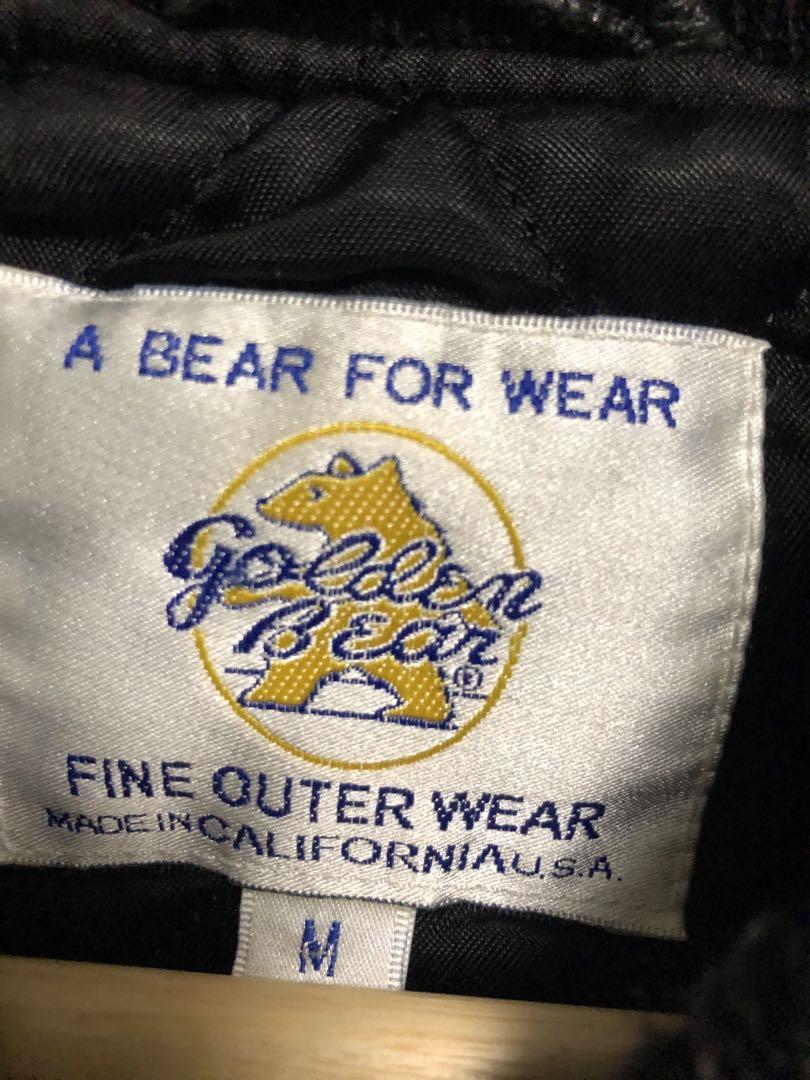 A BEAR FOR WEAR
Golden
Bear®
FINE OUTER WEAR
MADE IN CALIFORNIA U.S.A.
M